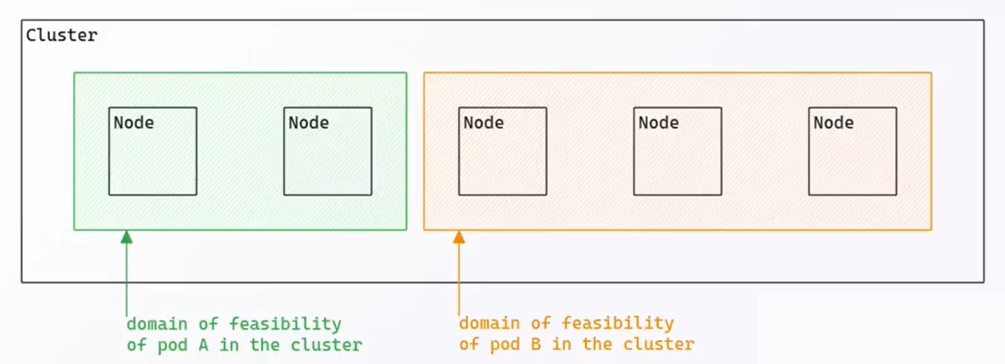 Cluster
Node
Node
Node
Node
Node
domain of feasibility
of pod A in the cluster
domain of feasibility
of pod B in the cluster